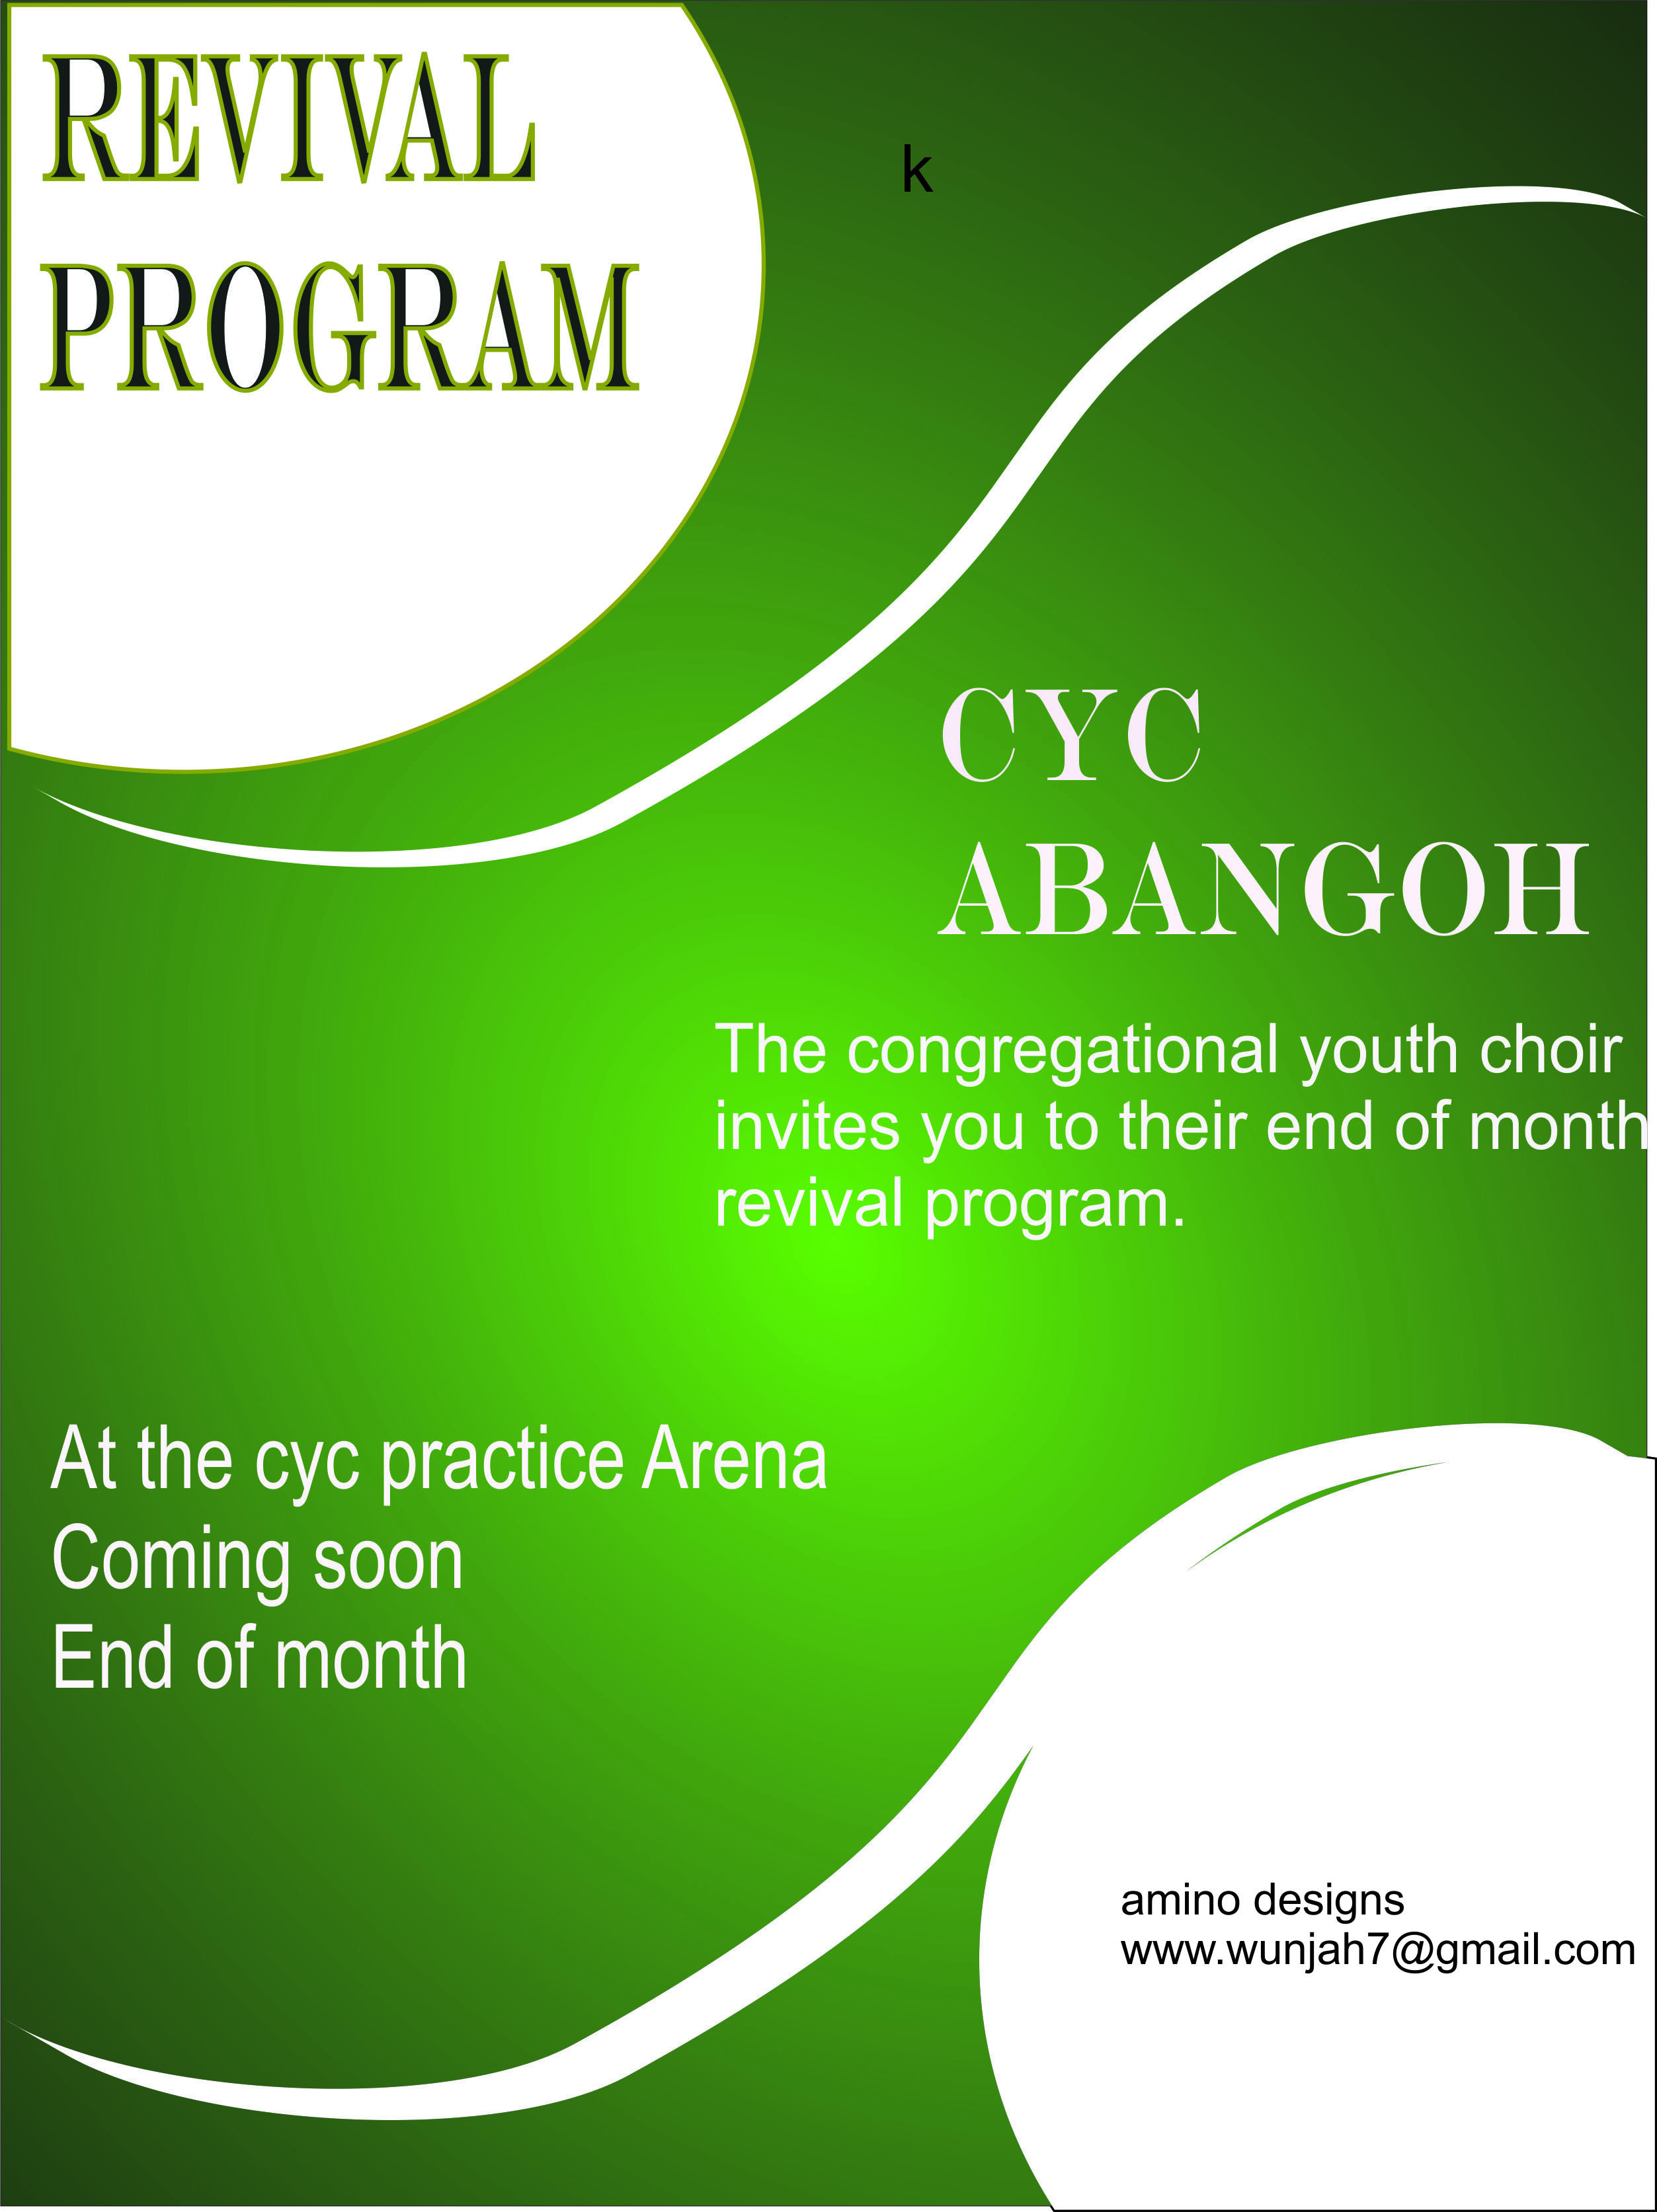 REVIVAL
PROGRAM
k
CYC
ABANGOH
The congregational youth choir
invites you to their end of month
revival program.
At the cyc practice Arena
Coming soon
End of month
amino designs
www.wunjah7@gmail.com